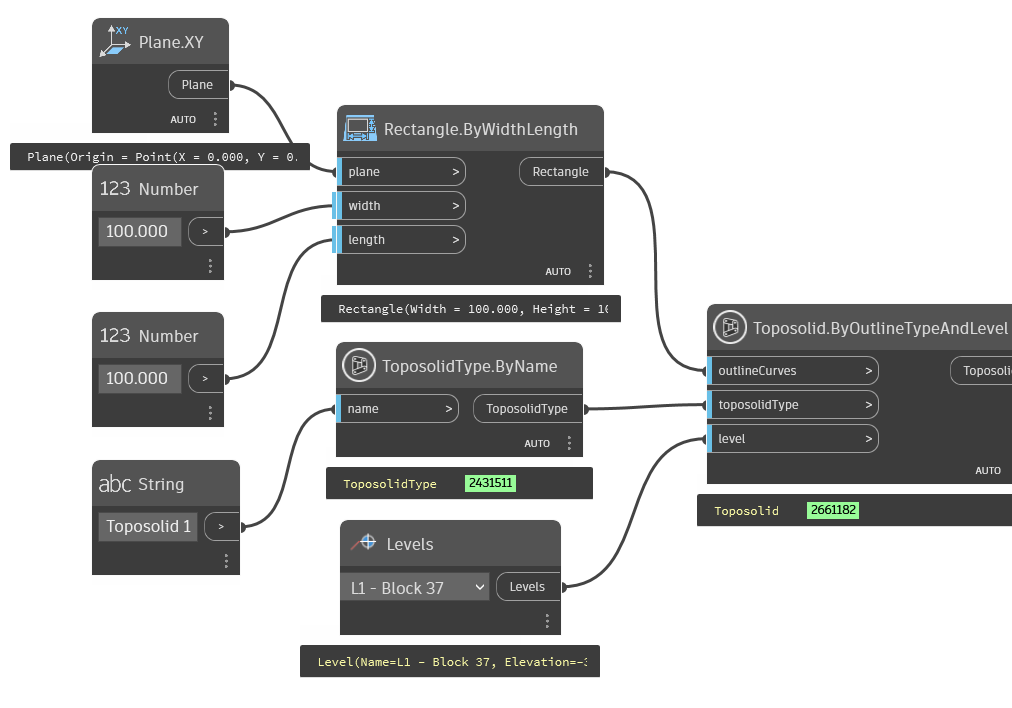 XY
Plane.XY
Plane
AUTO
Plane(Origin = Point(X = 0.000, Y = 0.
123 Number
100.000 >
123 Number
100.000 >
abc String
Toposolid 1 >
Rectangle.ByWidthLength
plane > Rectangle
width >
length >
AUTO
Rectangle(Width = 100.000, Height = 10
ToposolidType.ByName
name > ToposolidType
AUTO
ToposolidType 2431511
Levels
L1 - Block 37 Levels
Level(Name=L1 - Block 37, Elevation=-3
Toposolid.ByOutlineTypeAndLevel
outlineCurves > Toposolid
toposolidType >
level >
AUTO
Toposolid 2661182